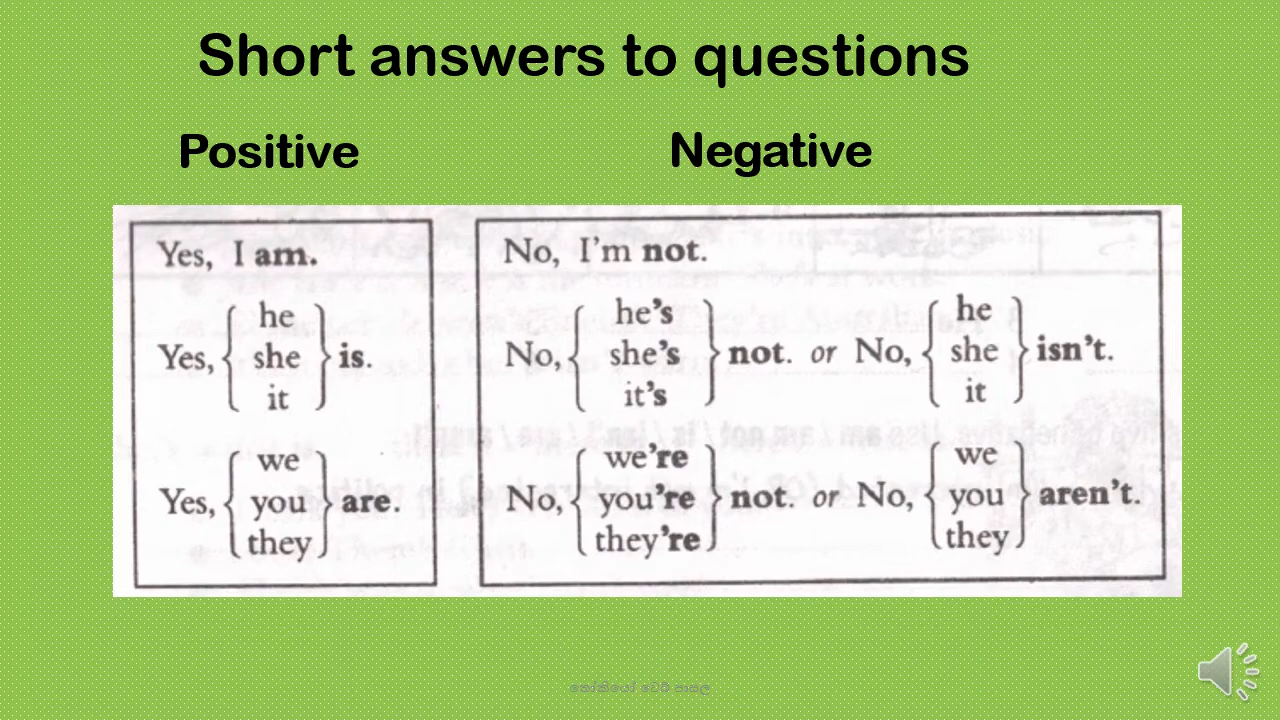 Short answers to questions
Positive
Negative
Yes, I am.
he
Yes, she is.
it
we
Yes, you are.
they
No, I'm not.
he's he
No, she's not. or No, she isn't.
it's it
we're we
No, you're not. or No, you aren't.
they're they
තෝකියෝ වෙබ් පාසල